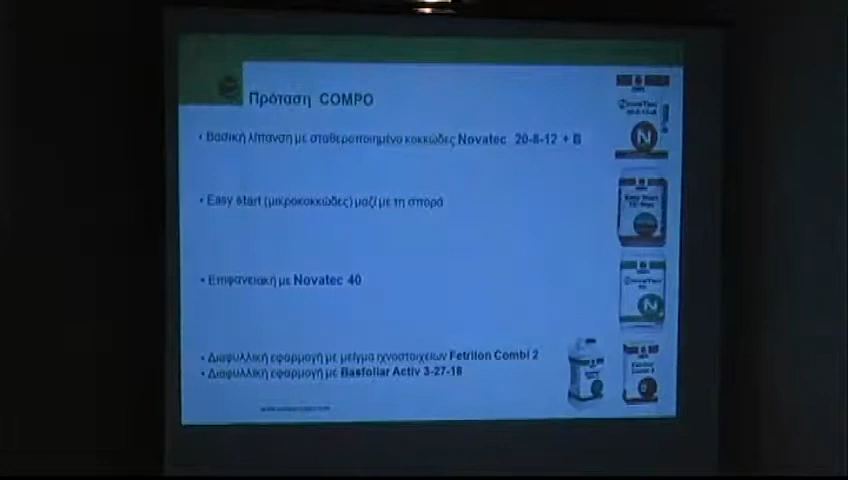 Πρόταση COMPO
• Βασική λίπανση με σταθεροποιημένο κοκκώδες Novatec 20-8-12 + B
• Easy start (μικροκοκκώδες) μαζί με τη σπορά
• Επιφανειακή με Novatec 40
• Διαφυλλική εφαρμογή με μείγμα ιχνοστοιχείων Fetrilon Combi 2
• Διαφυλλική εφαρμογή με Basfoliar Activ 3-27-18
N
N